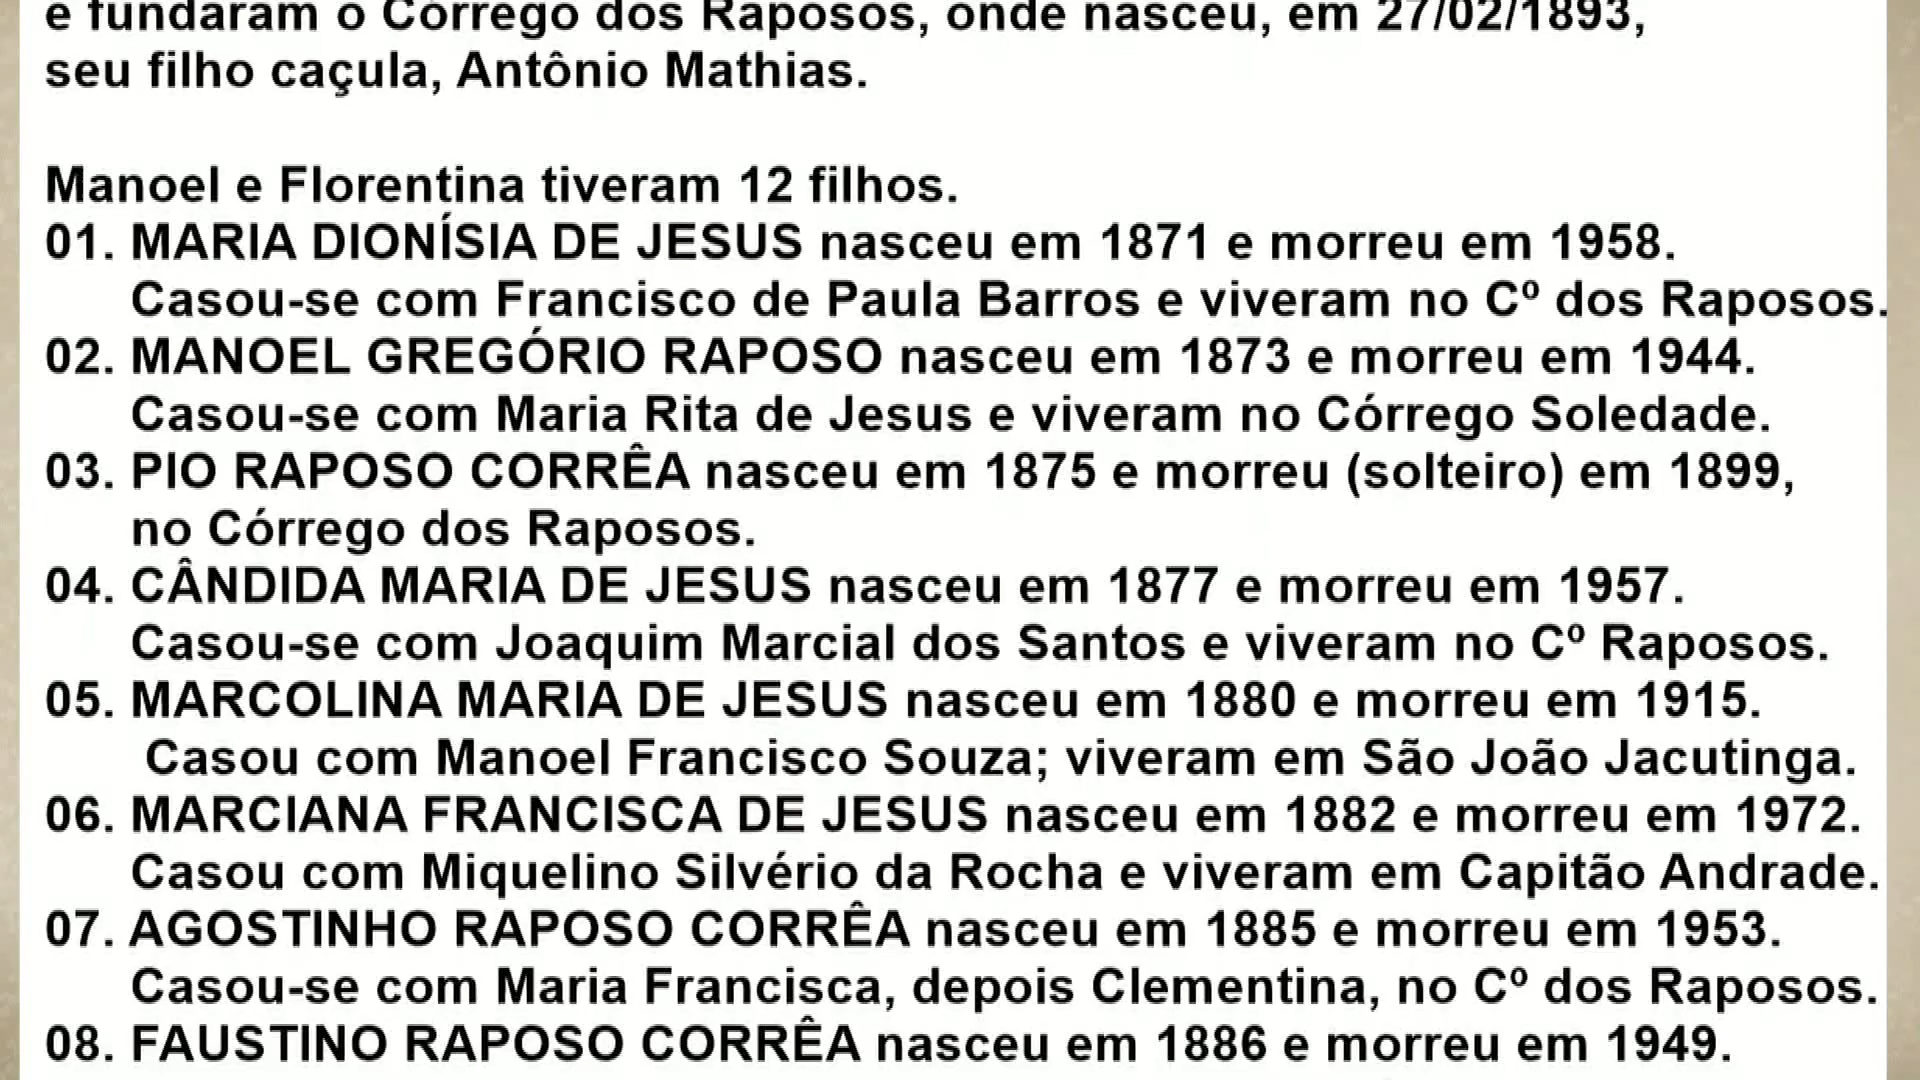 e fundaram o Córrego dos Raposos, onde nasceu, em 27/02/1893,
seu filho caçula, Antônio Mathias.
Manoel e Florentina tiveram 12 filhos.
01. MARIA DIONÍSIA DE JESUS nasceu em 1871 e morreu em 1958.
Casou-se com Francisco de Paula Barros e viveram no Cº dos Raposos.
02. MANOEL GREGÓRIO RAPOSO nasceu em 1873 e morreu em 1944.
Casou-se com Maria Rita de Jesus e viveram no Córrego Soledade.
03. PIO RAPOSO CORRÊA nasceu em 1875 e morreu (solteiro) em 1899,
no Córrego dos Raposos.
04. CÂNDIDA MARIA DE JESUS nasceu em 1877 e morreu em 1957.
Casou-se com Joaquim Marcial dos Santos e viveram no Cº Raposos.
05. MARCOLINA MARIA DE JESUS nasceu em 1880 e morreu em 1915.
Casou com Manoel Francisco Souza; viveram em São João Jacutinga.
06. MARCIANA FRANCISCA DE JESUS nasceu em 1882 e morreu em 1972.
Casou com Miquelino Silvério da Rocha e viveram em Capitão Andrade.
07. AGOSTINHO RAPOSO CORRÊA nasceu em 1885 e morreu em 1953.
Casou-se com Maria Francisca, depois Clementina, no Cº dos Raposos.
08. FAUSTINO RAPOSO CORRÊA nasceu em 1886 e morreu em 1949.